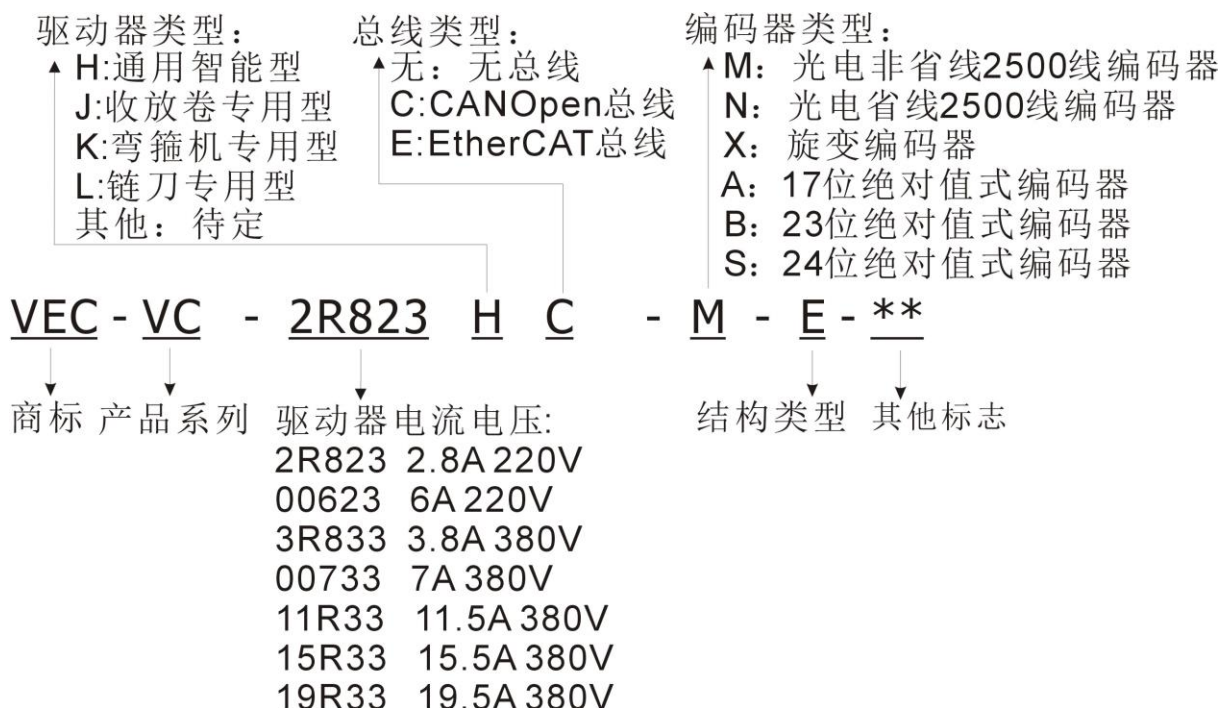 驱动器类型：
H:通用智能型
J:收放卷专用型
K:弯箍机专用型
L:链刀专用型
其他：待定
总线类型：
无：无总线
C:CANOpen总线
E:EtherCAT总线
编码器类型：
M：光电非省线2500线编码器
N：光电省线2500线编码器
X：旋变编码器
A：17位绝对值式编码器
B：23位绝对值式编码器
S：24位绝对值式编码器
VEC - VC - 2R823 H C - M - E - **
商标 产品系列 驱动器电流电压: 结构类型 其他标志
2R823 2.8A 220V
00623 6A 220V
3R833 3.8A 380V
00733 7A 380V
11R33 11.5A 380V
15R33 15.5A 380V
19R33 19.5A 380V